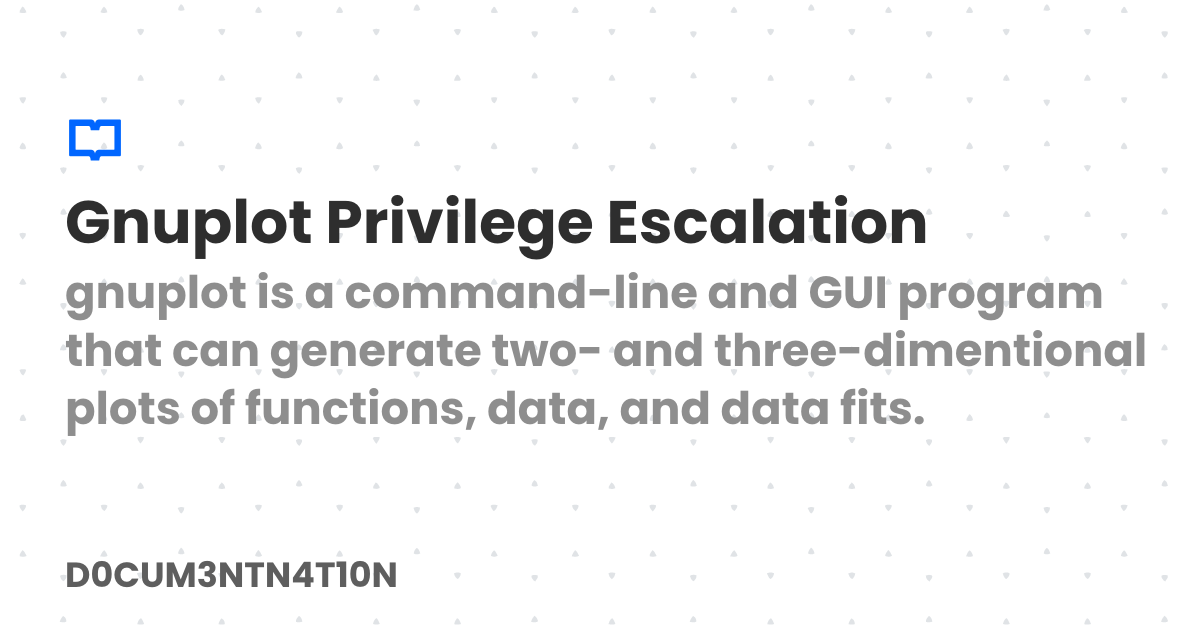 Gnuplot Privilege Escalation
gnuplot is a command-line and GUI program
that can generate two- and three-dimentional
plots of functions, data, and data fits.
D0CUM3NTN4T10N